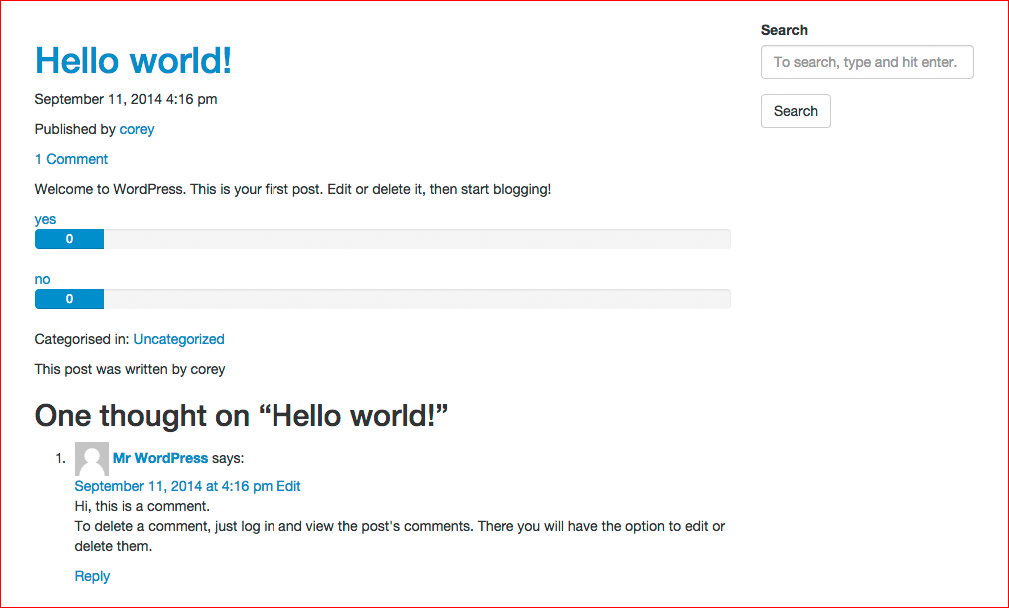 Hello world!
September 11, 2014 4:16 pm
Published by corey
1 Comment
Welcome to WordPress. This is your first post. Edit or delete it, then start blogging!
yes
0
no
0
Categorised in: Uncategorized
This post was written by corey
One thought on “Hello world!”
1. Mr WordPress says:
September 11, 2014 at 4:16 pm Edit
Hi, this is a comment.
To delete a comment, just log in and view the post's comments. There you will have the option to edit or
delete them.
Reply
Search
To search, type and hit enter.
Search